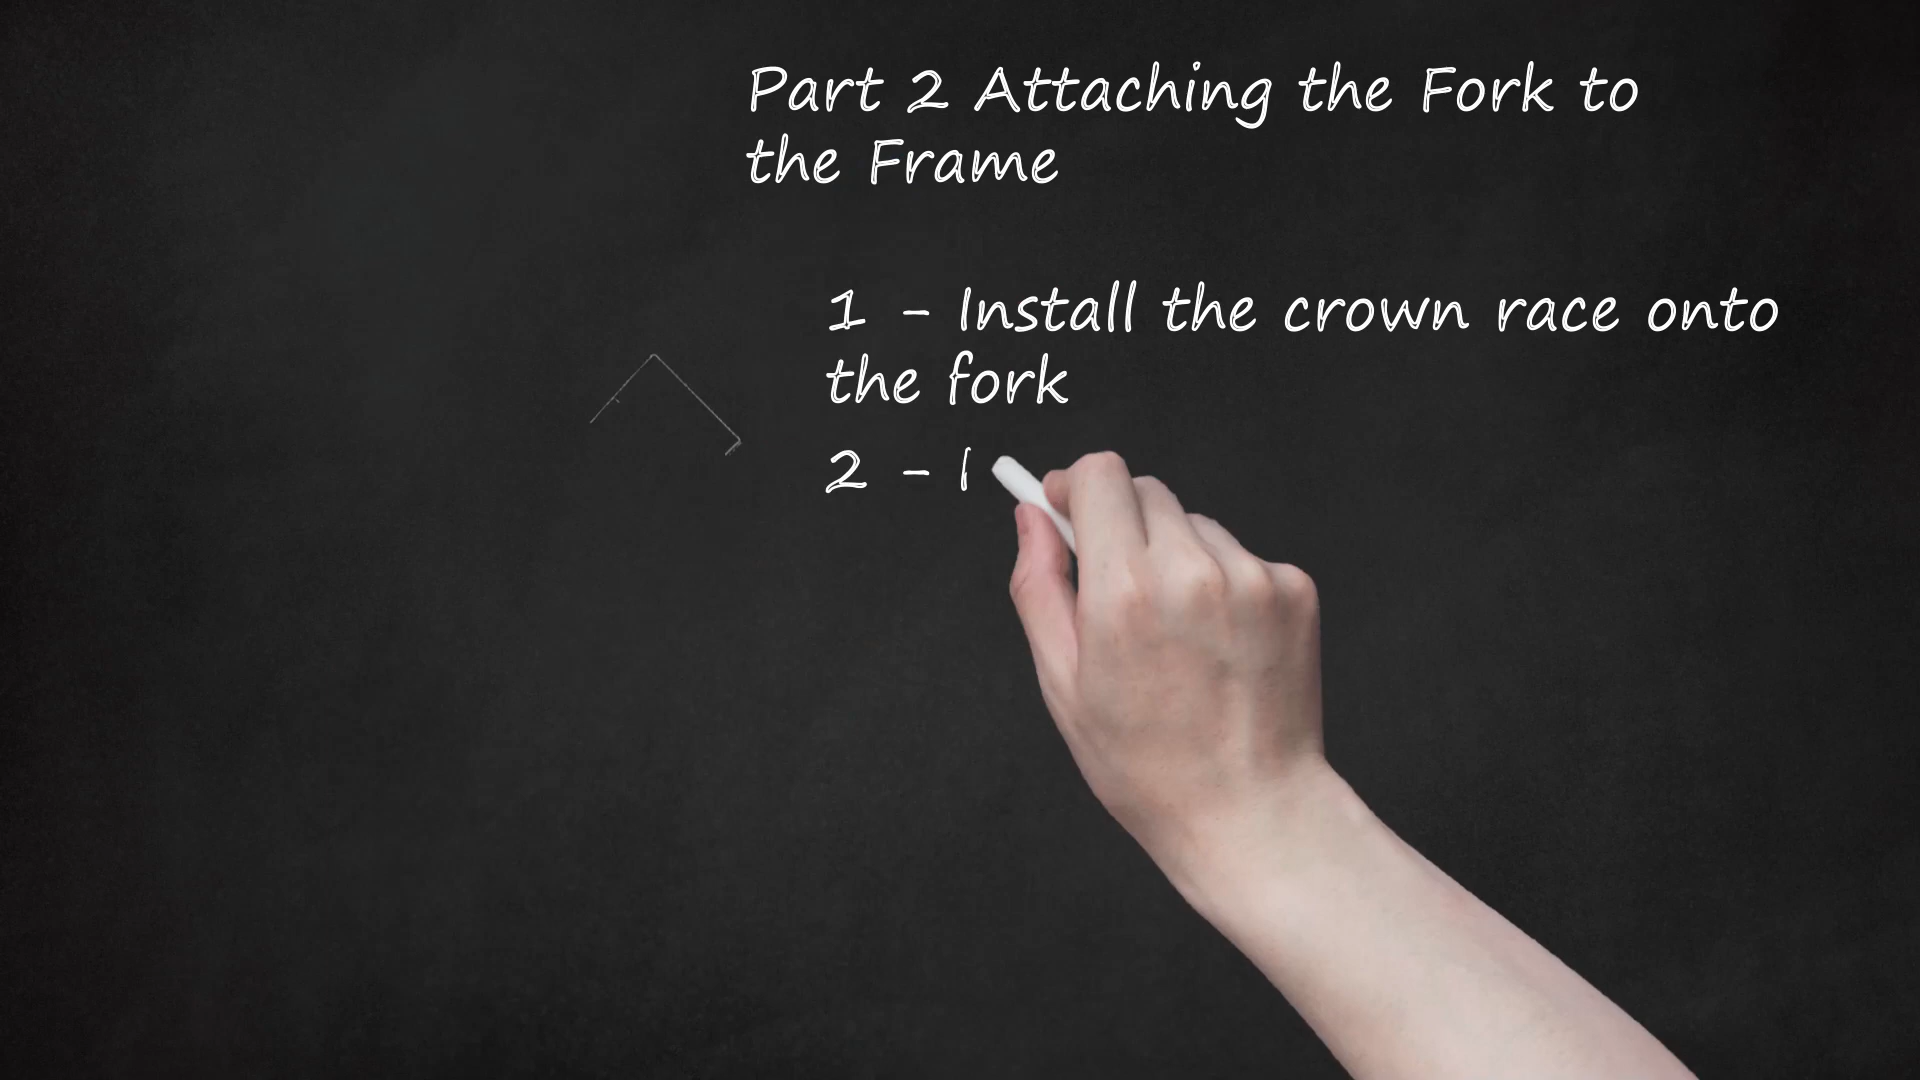 Part 2 Attaching the Fork to
the Frame
1 - Install the crown race onto
the fork
2 - I